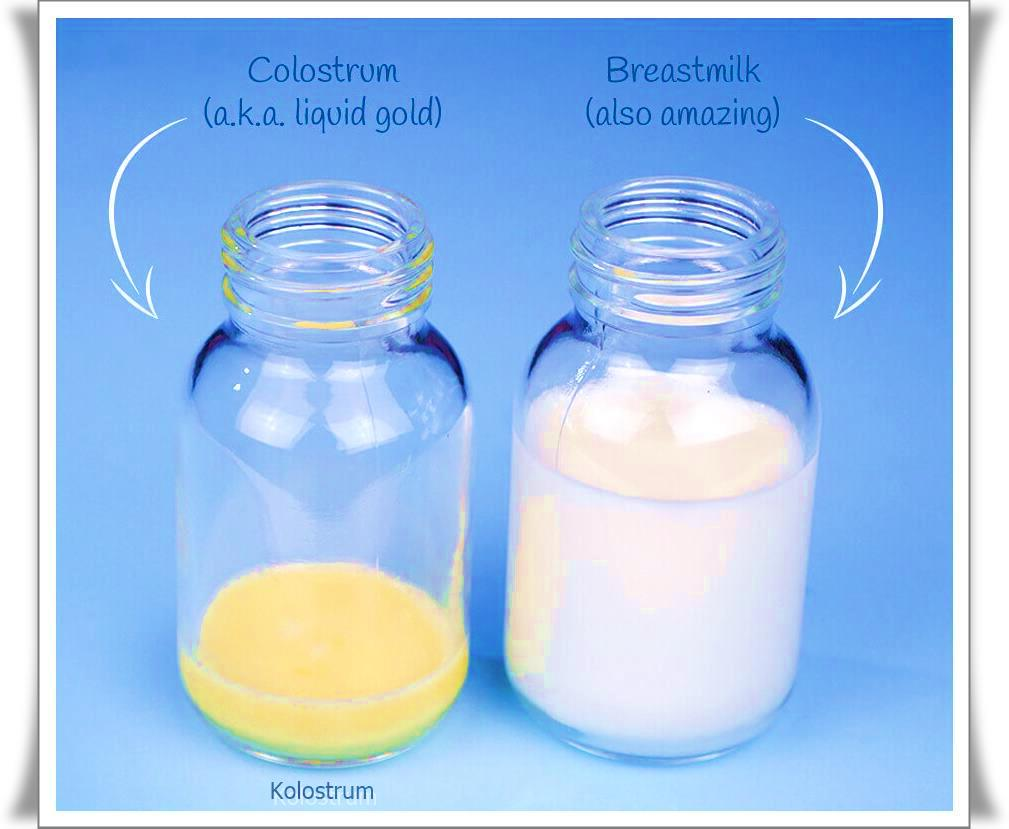 Colostrum
(a.k.a. liquid gold)
Breastmilk
(also amazing)
Kolostrum